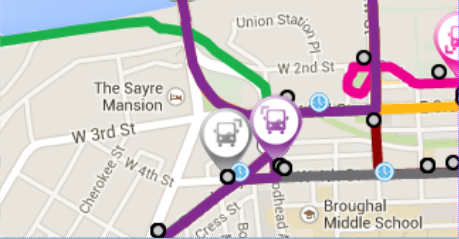 Union Station Pl
W 2nd St
The Sayre
Mansion
W 3rd St
W 4th St
Cherokee St
Cress St
Broughal
Middle School